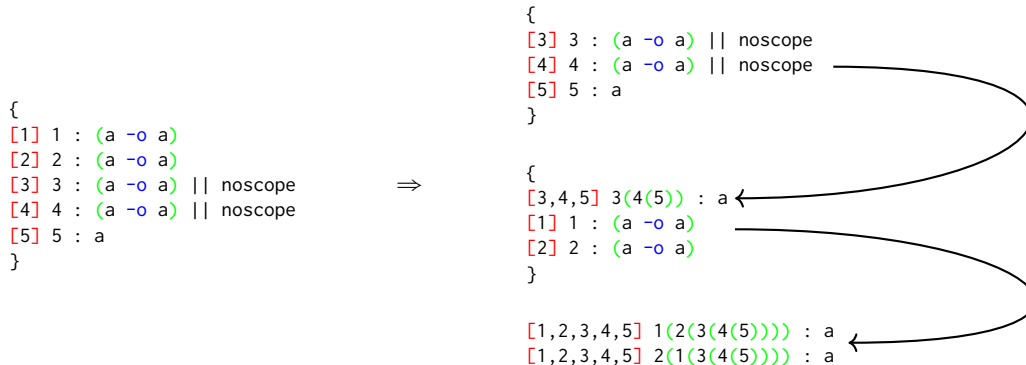 {
[1] 1 : (a -o a)
[2] 2 : (a -o a)
[3] 3 : (a -o a) || noscope
[4] 4 : (a -o a) || noscope
[5] 5 : a
}
⇒
{
[3] 3 : (a -o a) || noscope
[4] 4 : (a -o a) || noscope
[5] 5 : a
}
{
[3,4,5] 3(4(5)) : a
[1] 1 : (a -o a)
[2] 2 : (a -o a)
}
[1,2,3,4,5] 1(2(3(4(5)))) : a
[1,2,3,4,5] 2(1(3(4(5)))) : a